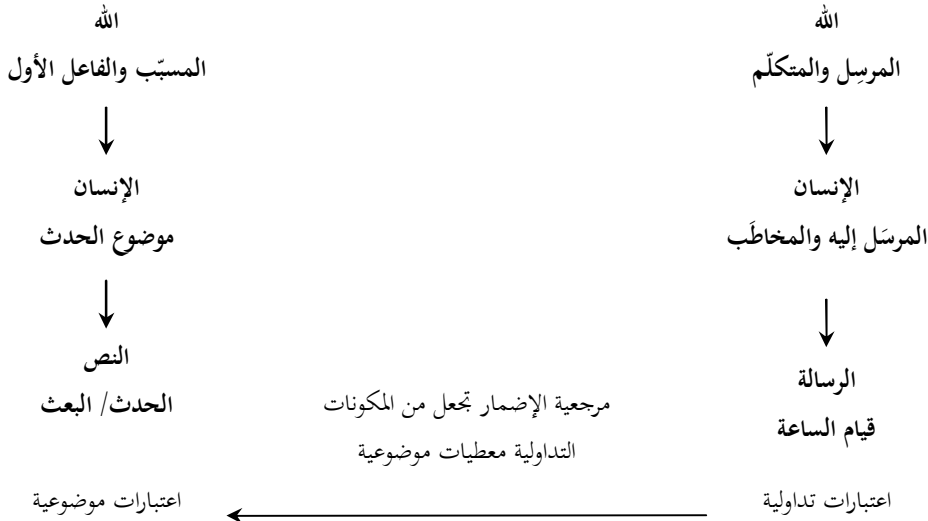 الله
المرسِل والمتكلّم
الإنسان
المرسَل إليه والمخاطَب
الرسالة
قيام الساعة
اعتبارات تداولية
مرجعية الإضمار تجعل من المكونات
التداولية معطيات موضوعية
الله
المسبّب والفاعل الأول
الإنسان
موضوع الحدث
النص
الحدث/ البعث
اعتبارات موضوعية